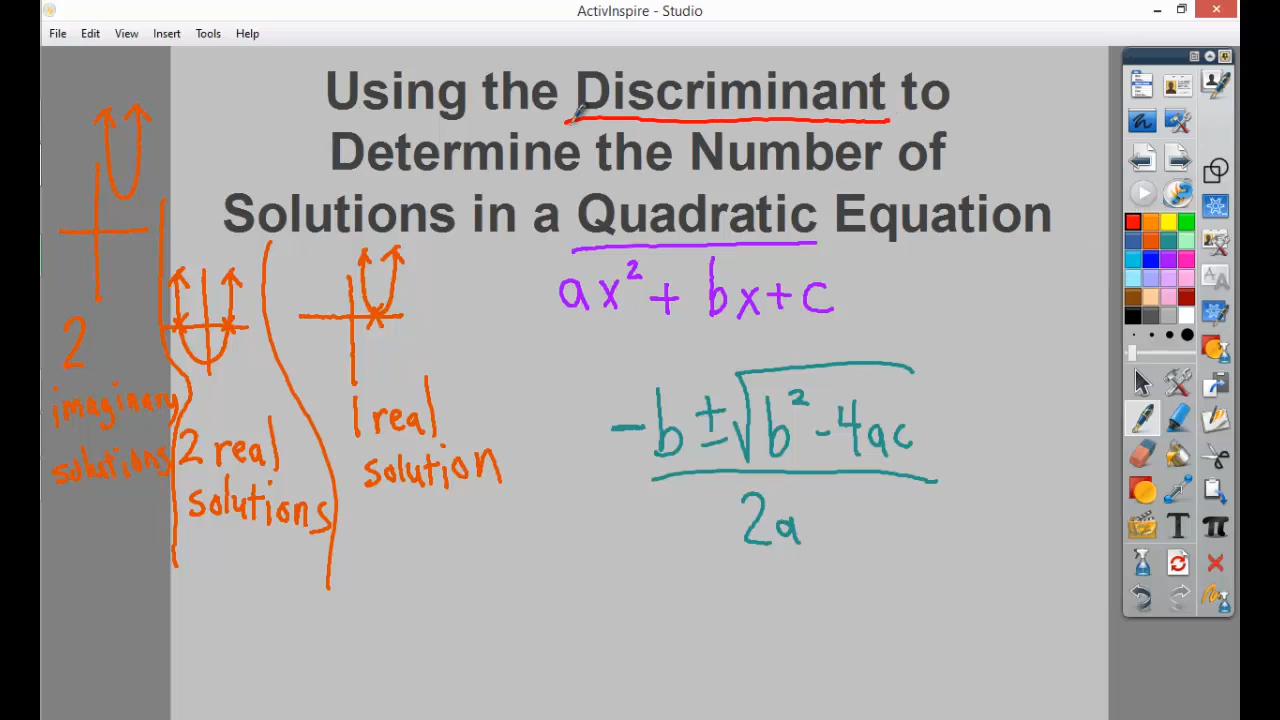 ActivInspire - Studio
File Edit View Insert Tools Help
Using the Discriminant to
Determine the Number of
Solutions in a Quadratic Equation
ax² + bx + c
2
imaginary
solutions
2 real
solutions
1 real
solution
-b ± √b² - 4ac
2a